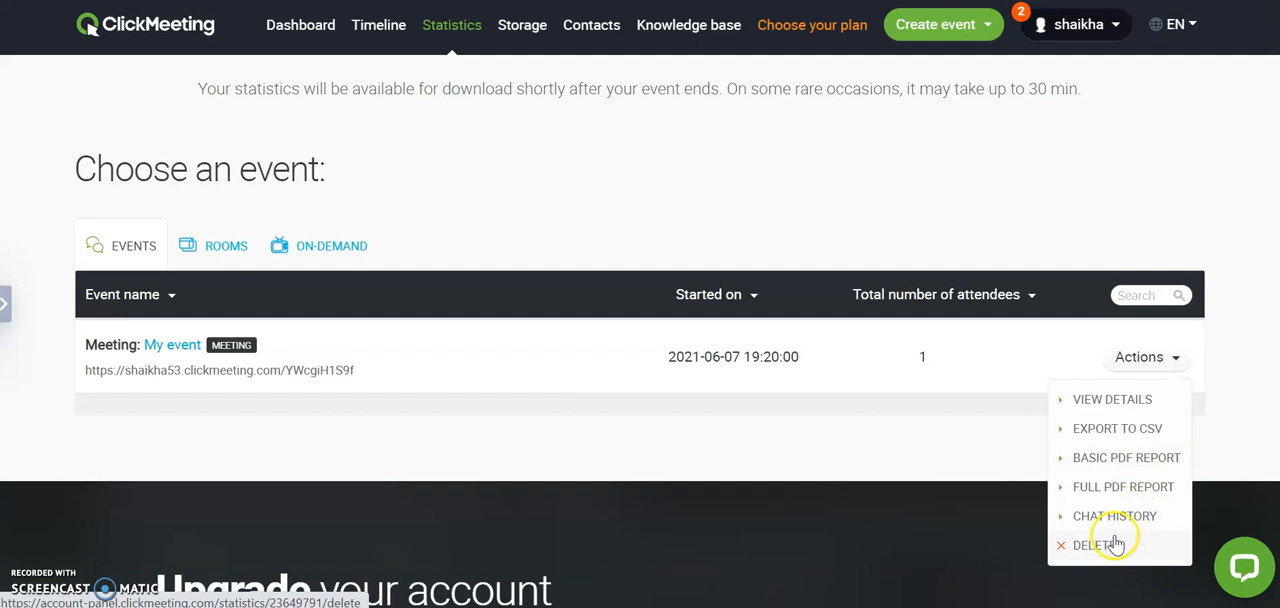 ClickMeeting Dashboard Timeline Statistics Storage Contacts Knowledge base Choose your plan Create event 2 shaikha EN
Your statistics will be available for download shortly after your event ends. On some rare occasions, it may take up to 30 min.
Choose an event:
EVENTS ROOMS ON-DEMAND
Event name Started on Total number of attendees Search
Meeting: My event MEETING
https://shaikha53.clickmeeting.com/YWcgiH1S9f
2021-06-07 19:20:00 1 Actions
VIEW DETAILS
EXPORT TO CSV
BASIC PDF REPORT
FULL PDF REPORT
CHAT HISTORY
DELETE
Upgrade your account
RECORDED WITH
SCREENCAST MATIC
https://account-panel.clickmeeting.com/statistics/23649791/delete